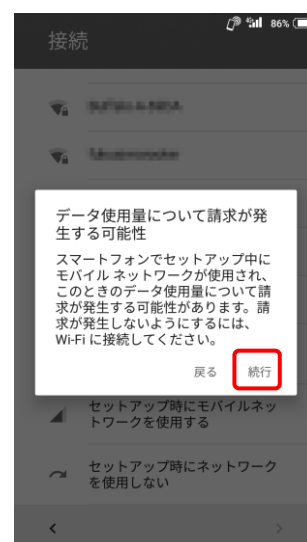 86%
接続
データ使用量について請求が発
生する可能性
スマートフォンでセットアップ中に
モバイル ネットワークが使用され、
このときのデータ使用量について請
求が発生する可能性があります。請
求が発生しないようにするには、
Wi-Fi に接続してください。
戻る 続行
セットアップ時にモバイルネッ
トワークを使用する
セットアップ時にネットワーク
を使用しない